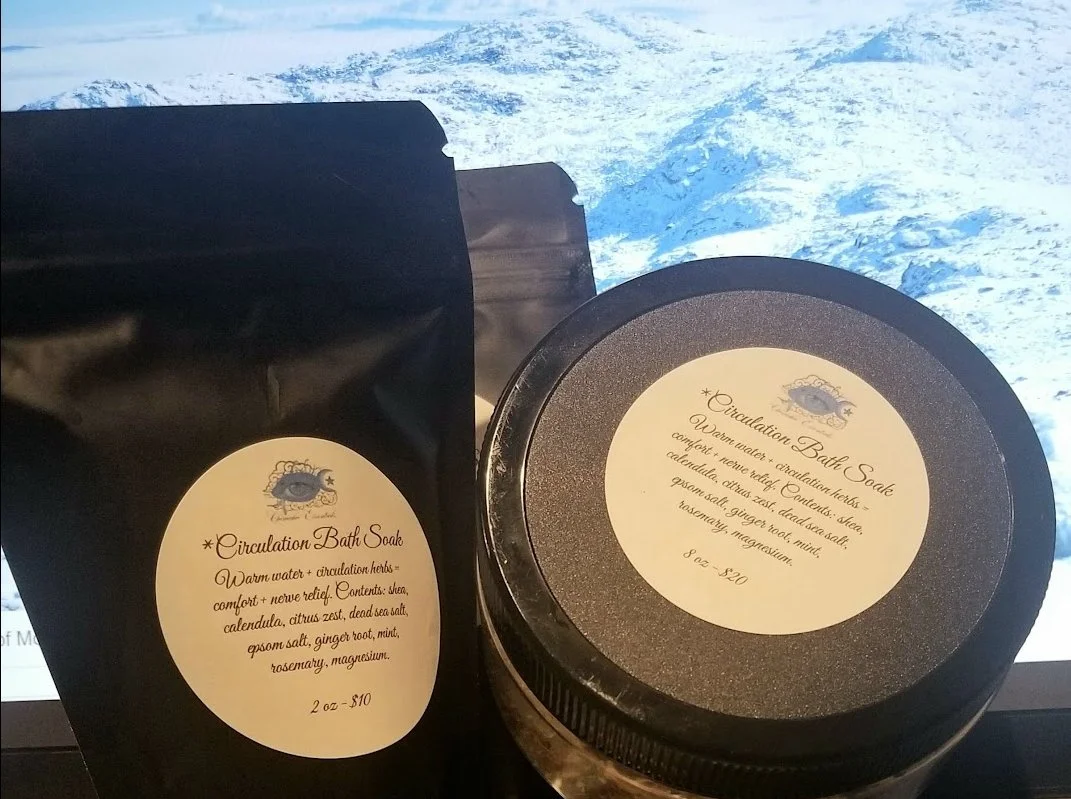 *Circulation Bath Soak
Warm water + circulation herbs =
comfort + nerve relief. Contents: shea,
calendula, citrus zest, dead sea salt,
epsom salt, ginger root, mint,
rosemary, magnesium.
2 oz - $10
*Circulation Bath Soak
Warm water + circulation herbs =
comfort + nerve relief. Contents: shea,
calendula, citrus zest, dead sea salt,
epsom salt, ginger root, mint,
rosemary, magnesium.
8 oz - $20
of